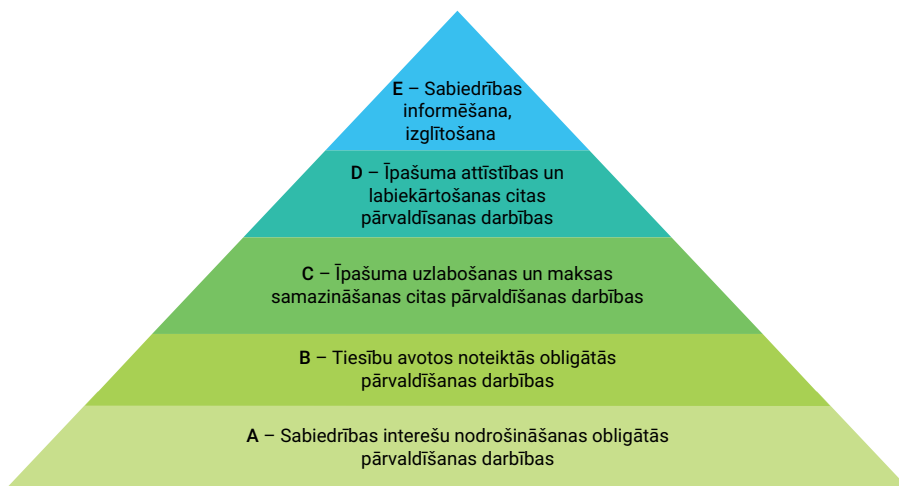 E – Sabiedrības
informēšana,
izglītošana
D – Īpašuma attīstības un
labiekārtošanas citas
pārvaldīsanas darbības
C – Īpašuma uzlabošanas un maksas
samazināšanas citas pārvaldīšanas darbības
B – Tiesību avotos noteiktās obligātās
pārvaldīšanas darbības
A – Sabiedrības interešu nodrošināšanas obligātās
pārvaldīšanas darbības